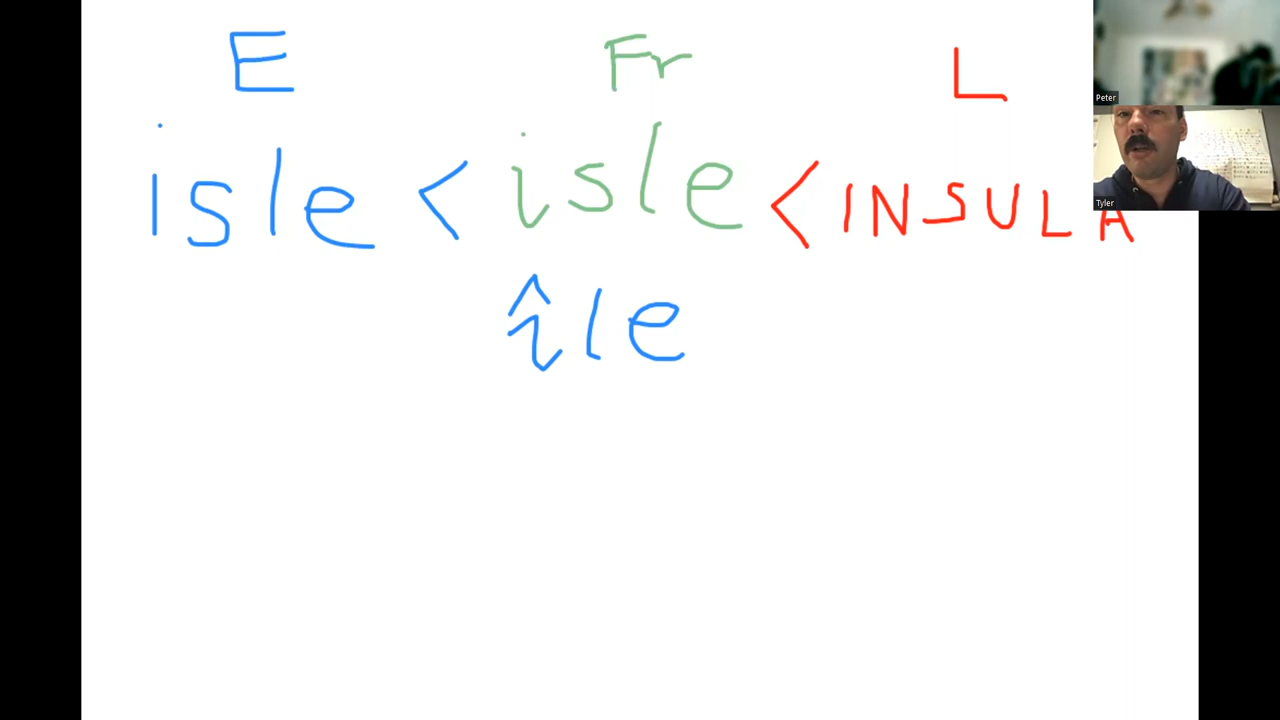 E Fr L
isle < isle < INSULA
île
Peter
Tyler